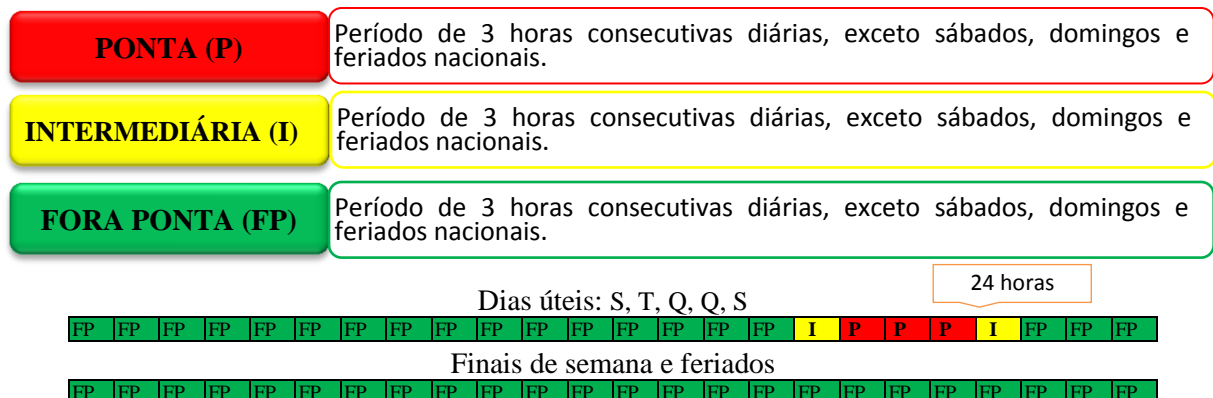 PONTA (P)
Período de 3 horas consecutivas diárias, exceto sábados, domingos e
feriados nacionais.
INTERMEDIÁRIA (I)
Período de 3 horas consecutivas diárias, exceto sábados, domingos e
feriados nacionais.
FORA PONTA (FP)
Período de 3 horas consecutivas diárias, exceto sábados, domingos e
feriados nacionais.
24 horas
Dias úteis: S, T, Q, Q, S
FP FP FP FP FP FP FP FP FP FP FP FP FP FP FP FP I P P P I FP FP FP
Finais de semana e feriados
FP FP FP FP FP FP FP FP FP FP FP FP FP FP FP FP FP FP FP FP FP FP FP FP